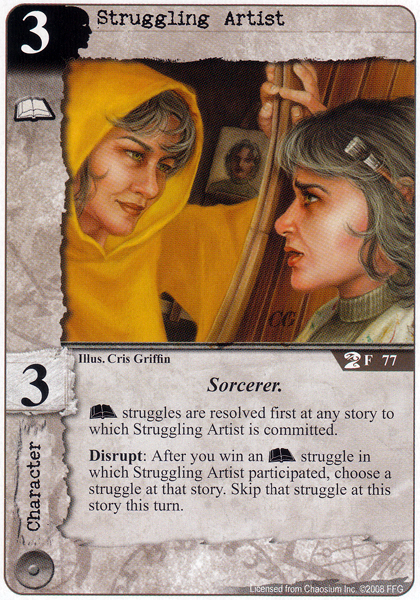 3
Struggling Artist
CG
Illus. Cris Griffin
F 77
3
Character
Sorcerer.
struggles are resolved first at any story to
which Struggling Artist is committed.
Disrupt: After you win an struggle in
which Struggling Artist participated, choose a
struggle at that story. Skip that struggle at this
story this turn.
Licensed from Chaosium Inc. ©2008 FFG